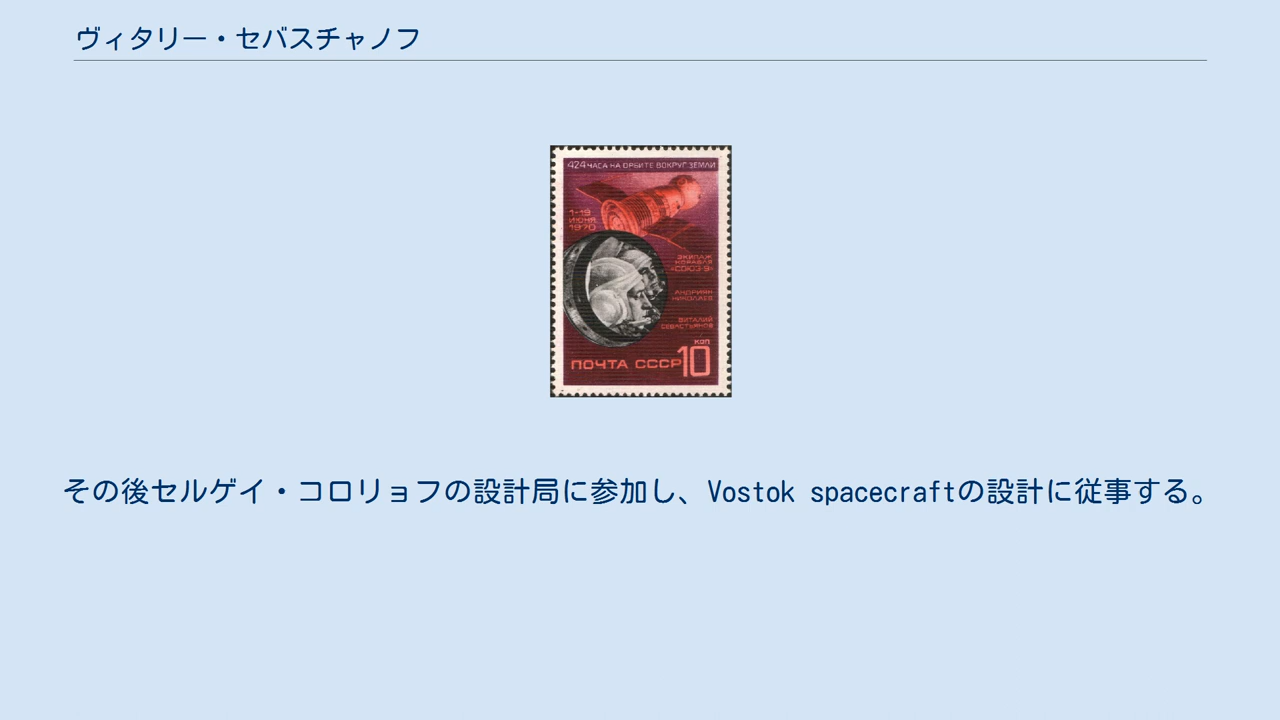 ヴィタリー・セバスチャノフ
424 ЧАСА НА ОРБИТЕ ВОКРУГ ЗЕМЛИ
1-19
ИЮНЯ
1970
ЭКИПАЖ
КОРАБЛЯ
«СОЮЗ-9»
АНДРИЯН
НИКОЛАЕВ
ВИТАЛИЙ
СЕВАСТЬЯНОВ
КОП
ПОЧТА СССР 10
その後セルゲイ・コロリョフの設計局に参加し、Vostok spacecraftの設計に従事する。